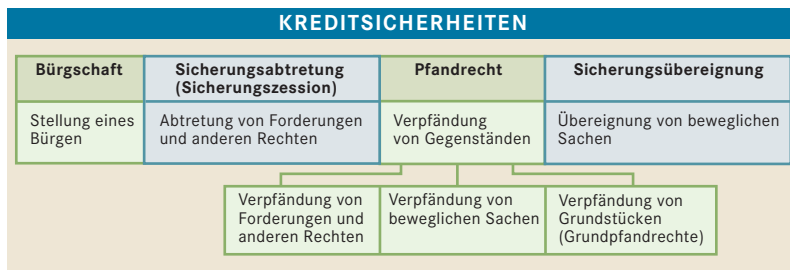 KREDITSICHERHEITEN
Bürgschaft
Sicherungsabtretung
(Sicherungszession)
Pfandrecht
Sicherungsübereignung
Stellung eines
Bürgen
Abtretung von Forderungen
und anderen Rechten
Verpfändung
von Gegenständen
Übereignung von beweglichen
Sachen
Verpfändung von
Forderungen und
anderen Rechten
Verpfändung von
beweglichen Sachen
Verpfändung von
Grundstücken
(Grundpfandrechte)